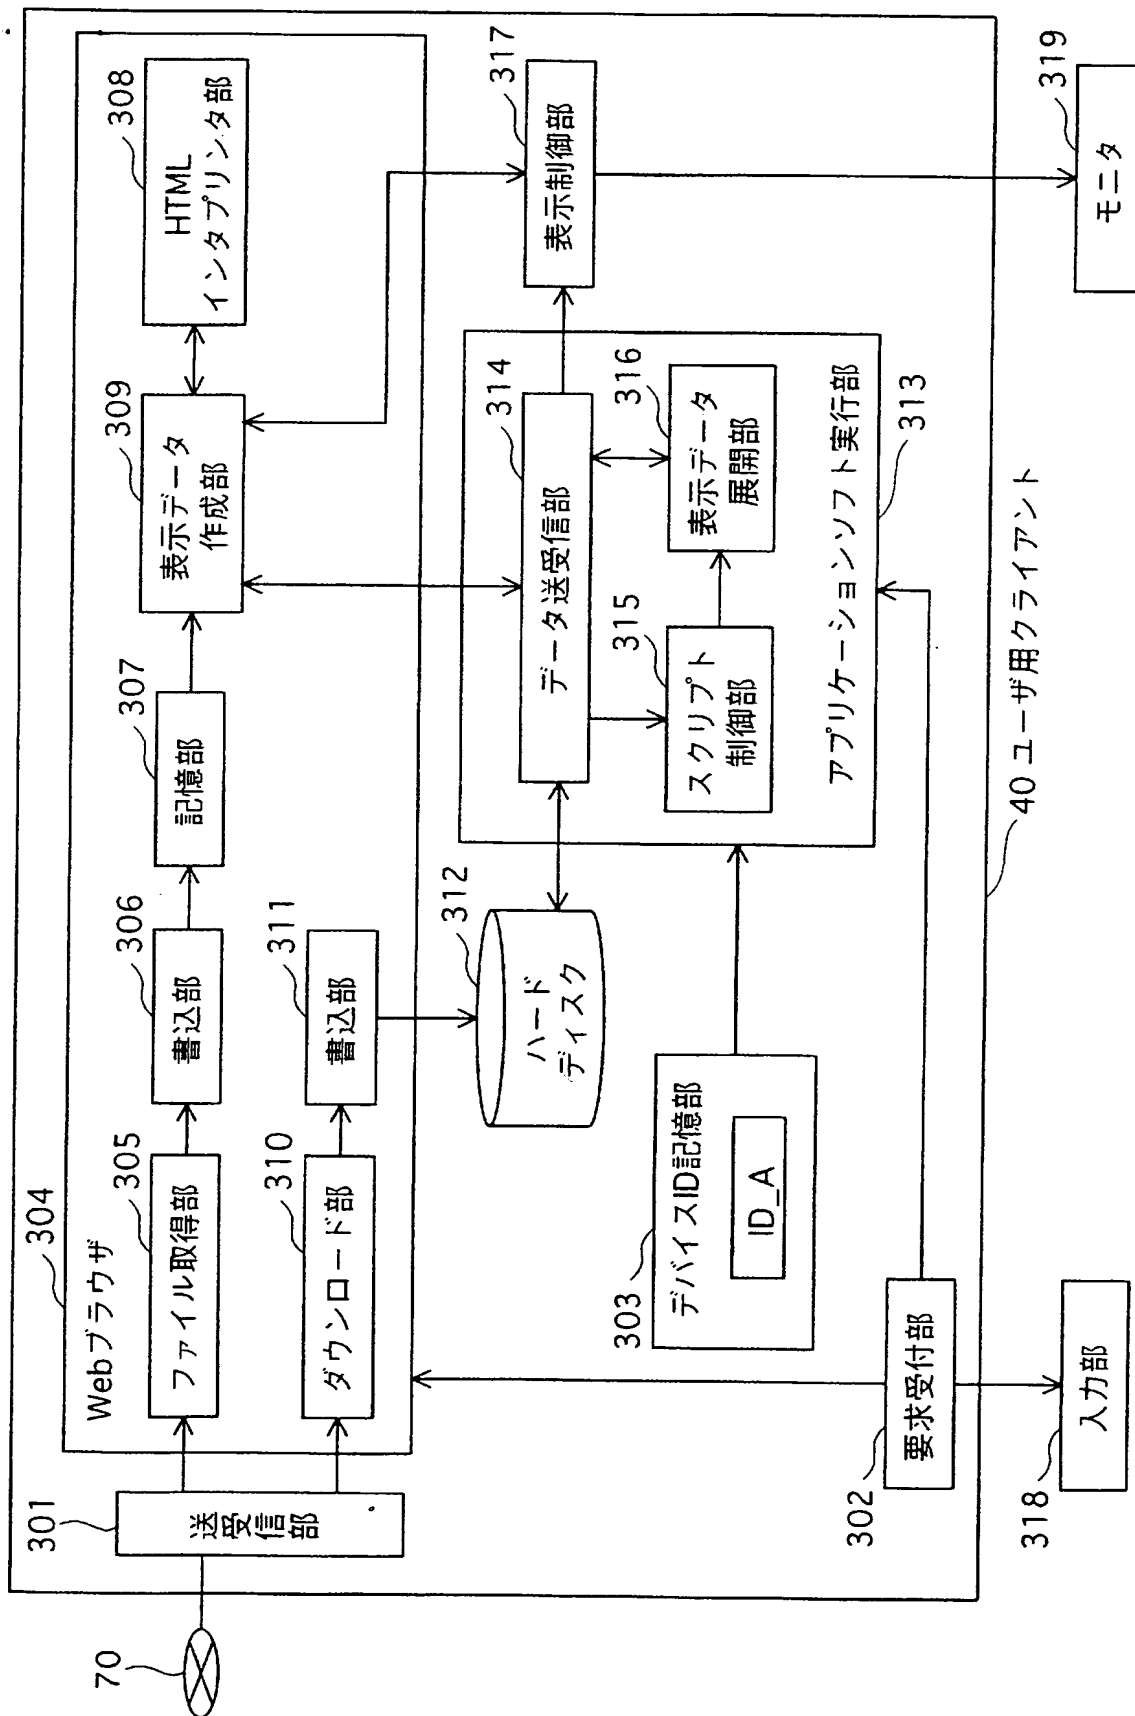 304
Webブラウザ
305
ファイル取得部
306
書込部
307
記憶部
309
表示データ
作成部
308
HTML
インタプリンタ部
301
送受信部
310
ダウンロード部
311
書込部
70
312
ハード
ディスク
314
データ送受信部
317
表示制御部
315
スクリプト
制御部
316
表示データ
展開部
アプリケーションソフト実行部
313
303
デバイスID記憶部
ID_A
302
要求受付部
40 ユーザ用クライアント
318
入力部
319
モニタ